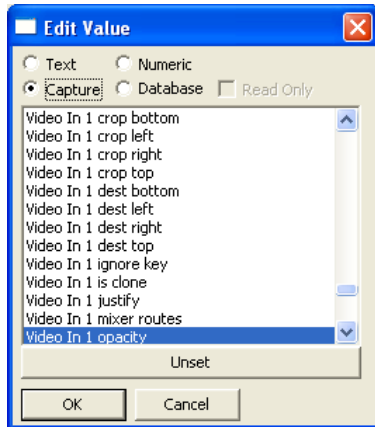 Edit Value
Text Numeric
Capture Database Read Only
Video In 1 crop bottom
Video In 1 crop left
Video In 1 crop right
Video In 1 crop top
Video In 1 dest bottom
Video In 1 dest left
Video In 1 dest right
Video In 1 dest top
Video In 1 ignore key
Video In 1 is clone
Video In 1 justify
Video In 1 mixer routes
Video In 1 opacity
Unset
OK Cancel